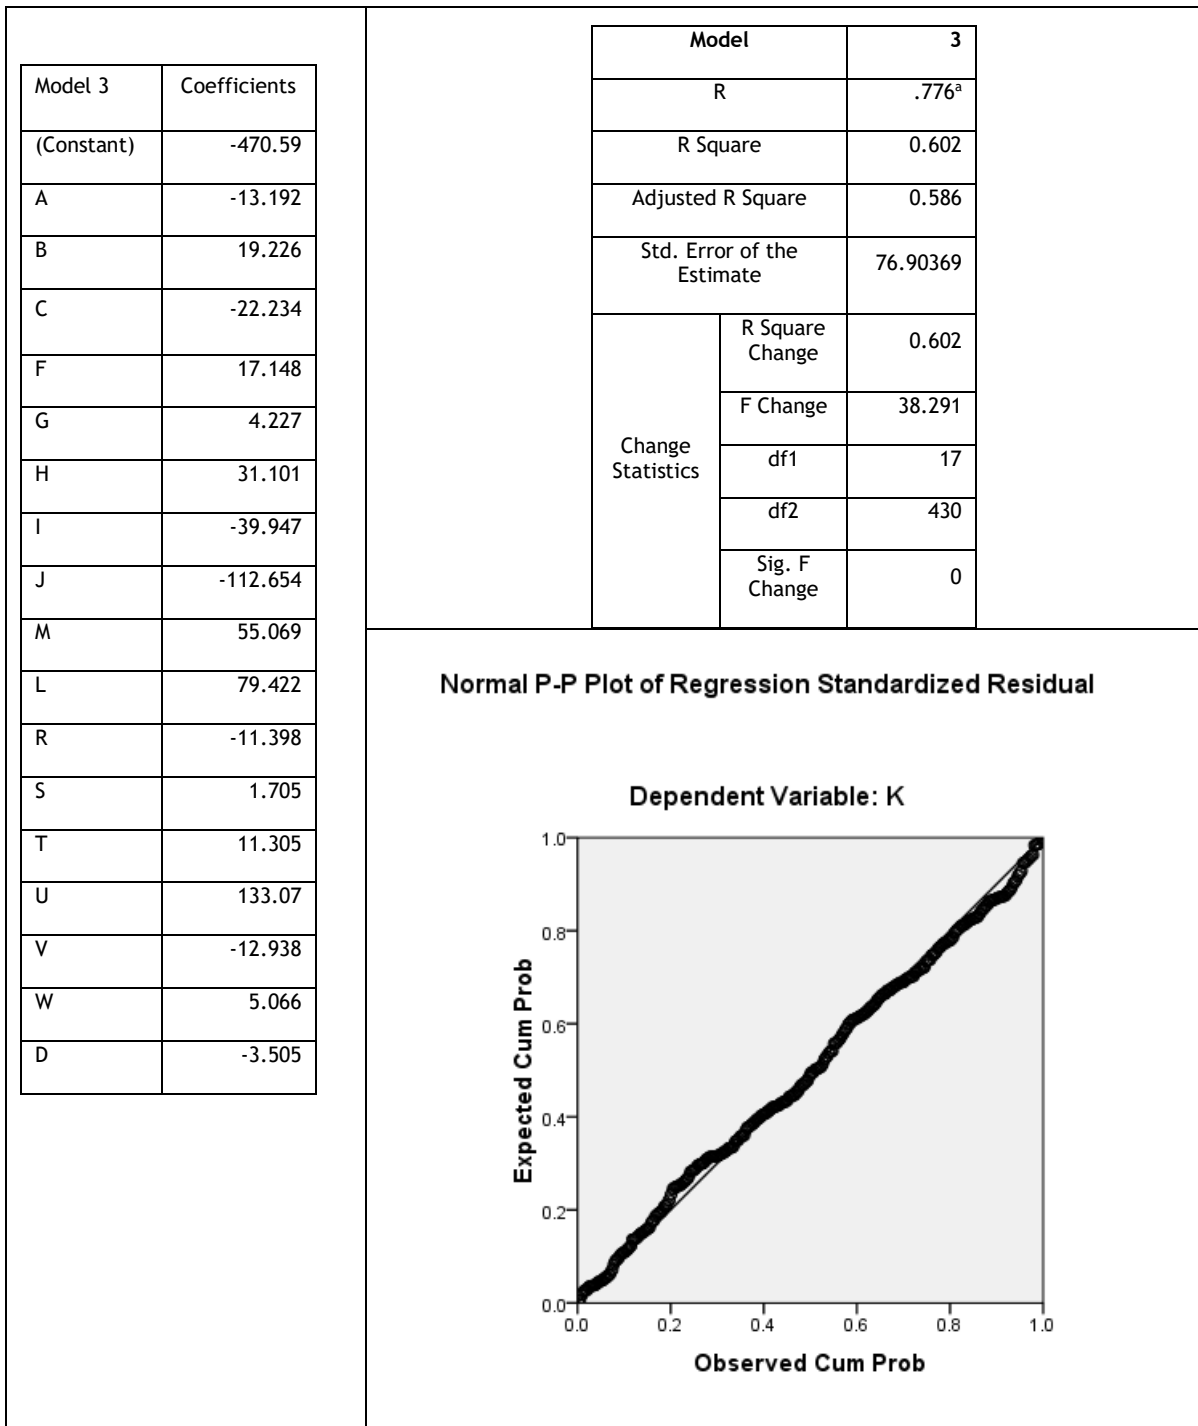 Model 3 Coefficients
(Constant) -470.59
A -13.192
B 19.226
C -22.234
F 17.148
G 4.227
H 31.101
I -39.947
J -112.654
M 55.069
L 79.422
R -11.398
S 1.705
T 11.305
U 133.07
V -12.938
W 5.066
D -3.505
Model 3
R .776a
R Square 0.602
Adjusted R Square 0.586
Std. Error of the
Estimate
76.90369
Change
Statistics
R Square
Change
0.602
F Change 38.291
df1 17
df2 430
Sig. F
Change
0
Normal P-P Plot of Regression Standardized Residual
Dependent Variable: K
Expected Cum Prob
1.0
0.8
0.6
0.4
0.2
0.0
0.0 0.2 0.4 0.6 0.8 1.0
Observed Cum Prob